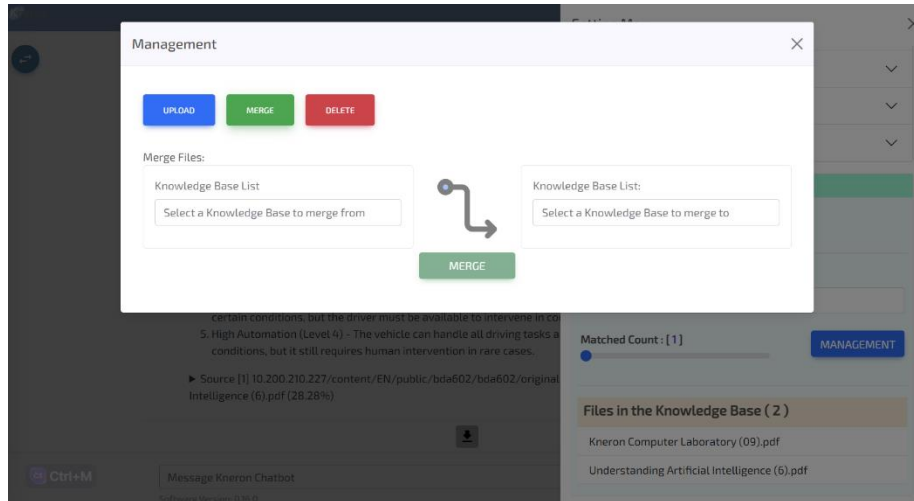 Management
UPLOAD
MERGE
DELETE
Merge Files:
Knowledge Base List
Select a Knowledge Base to merge from
Knowledge Base List:
Select a Knowledge Base to merge to
MERGE
certain conditions, but the driver must be available to intervene in co
5. High Automation (Level 4) - The vehicle can handle all driving tasks a
conditions, but it still requires human intervention in rare cases.
▶ Source [1] 10.200.210.227/content/EN/public/bda602/bda602/original
Intelligence (6).pdf (28.28%)
Ctrl+M
Message Kneron Chatbot
Matched Count : [ 1 ]
MANAGEMENT
Files in the Knowledge Base ( 2 )
Kneron Computer Laboratory (09).pdf
Understanding Artificial Intelligence (6).pdf